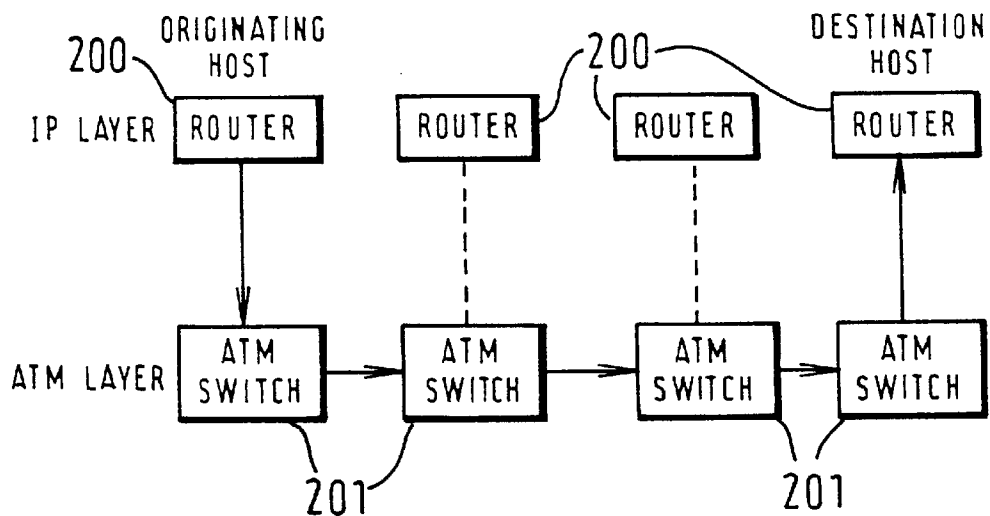 ORIGINATING
HOST
DESTINATION
HOST
200
200
IP LAYER
ROUTER
ROUTER
ROUTER
ROUTER
ATM LAYER
ATM
SWITCH
ATM
SWITCH
ATM
SWITCH
ATM
SWITCH
201
201